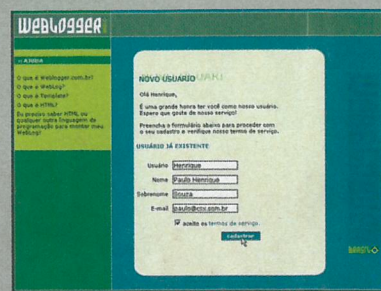 WEBLOGGER
:: AJUDA
O que é Weblogger.com.br?
O que é WebLog?
O que é Template?
O que é HTML?
Eu preciso saber HTML ou
qualquer outra linguagem de
programação para montar meu
WebLog?
NOVO USUÁRIO
Olá Henrique,
É uma grande honra ter você como nosso usuário.
Espero que goste de nosso serviço!
Preencha o formulário abaixo para proceder com
o seu cadastro e verifique nosso termo de serviço.
USUÁRIO JÁ EXISTENTE
Usuário Henrique
Nome Paulo Henrique
Sobrenome Souza
E-mail
aceito os termos de serviço.
cadastrar